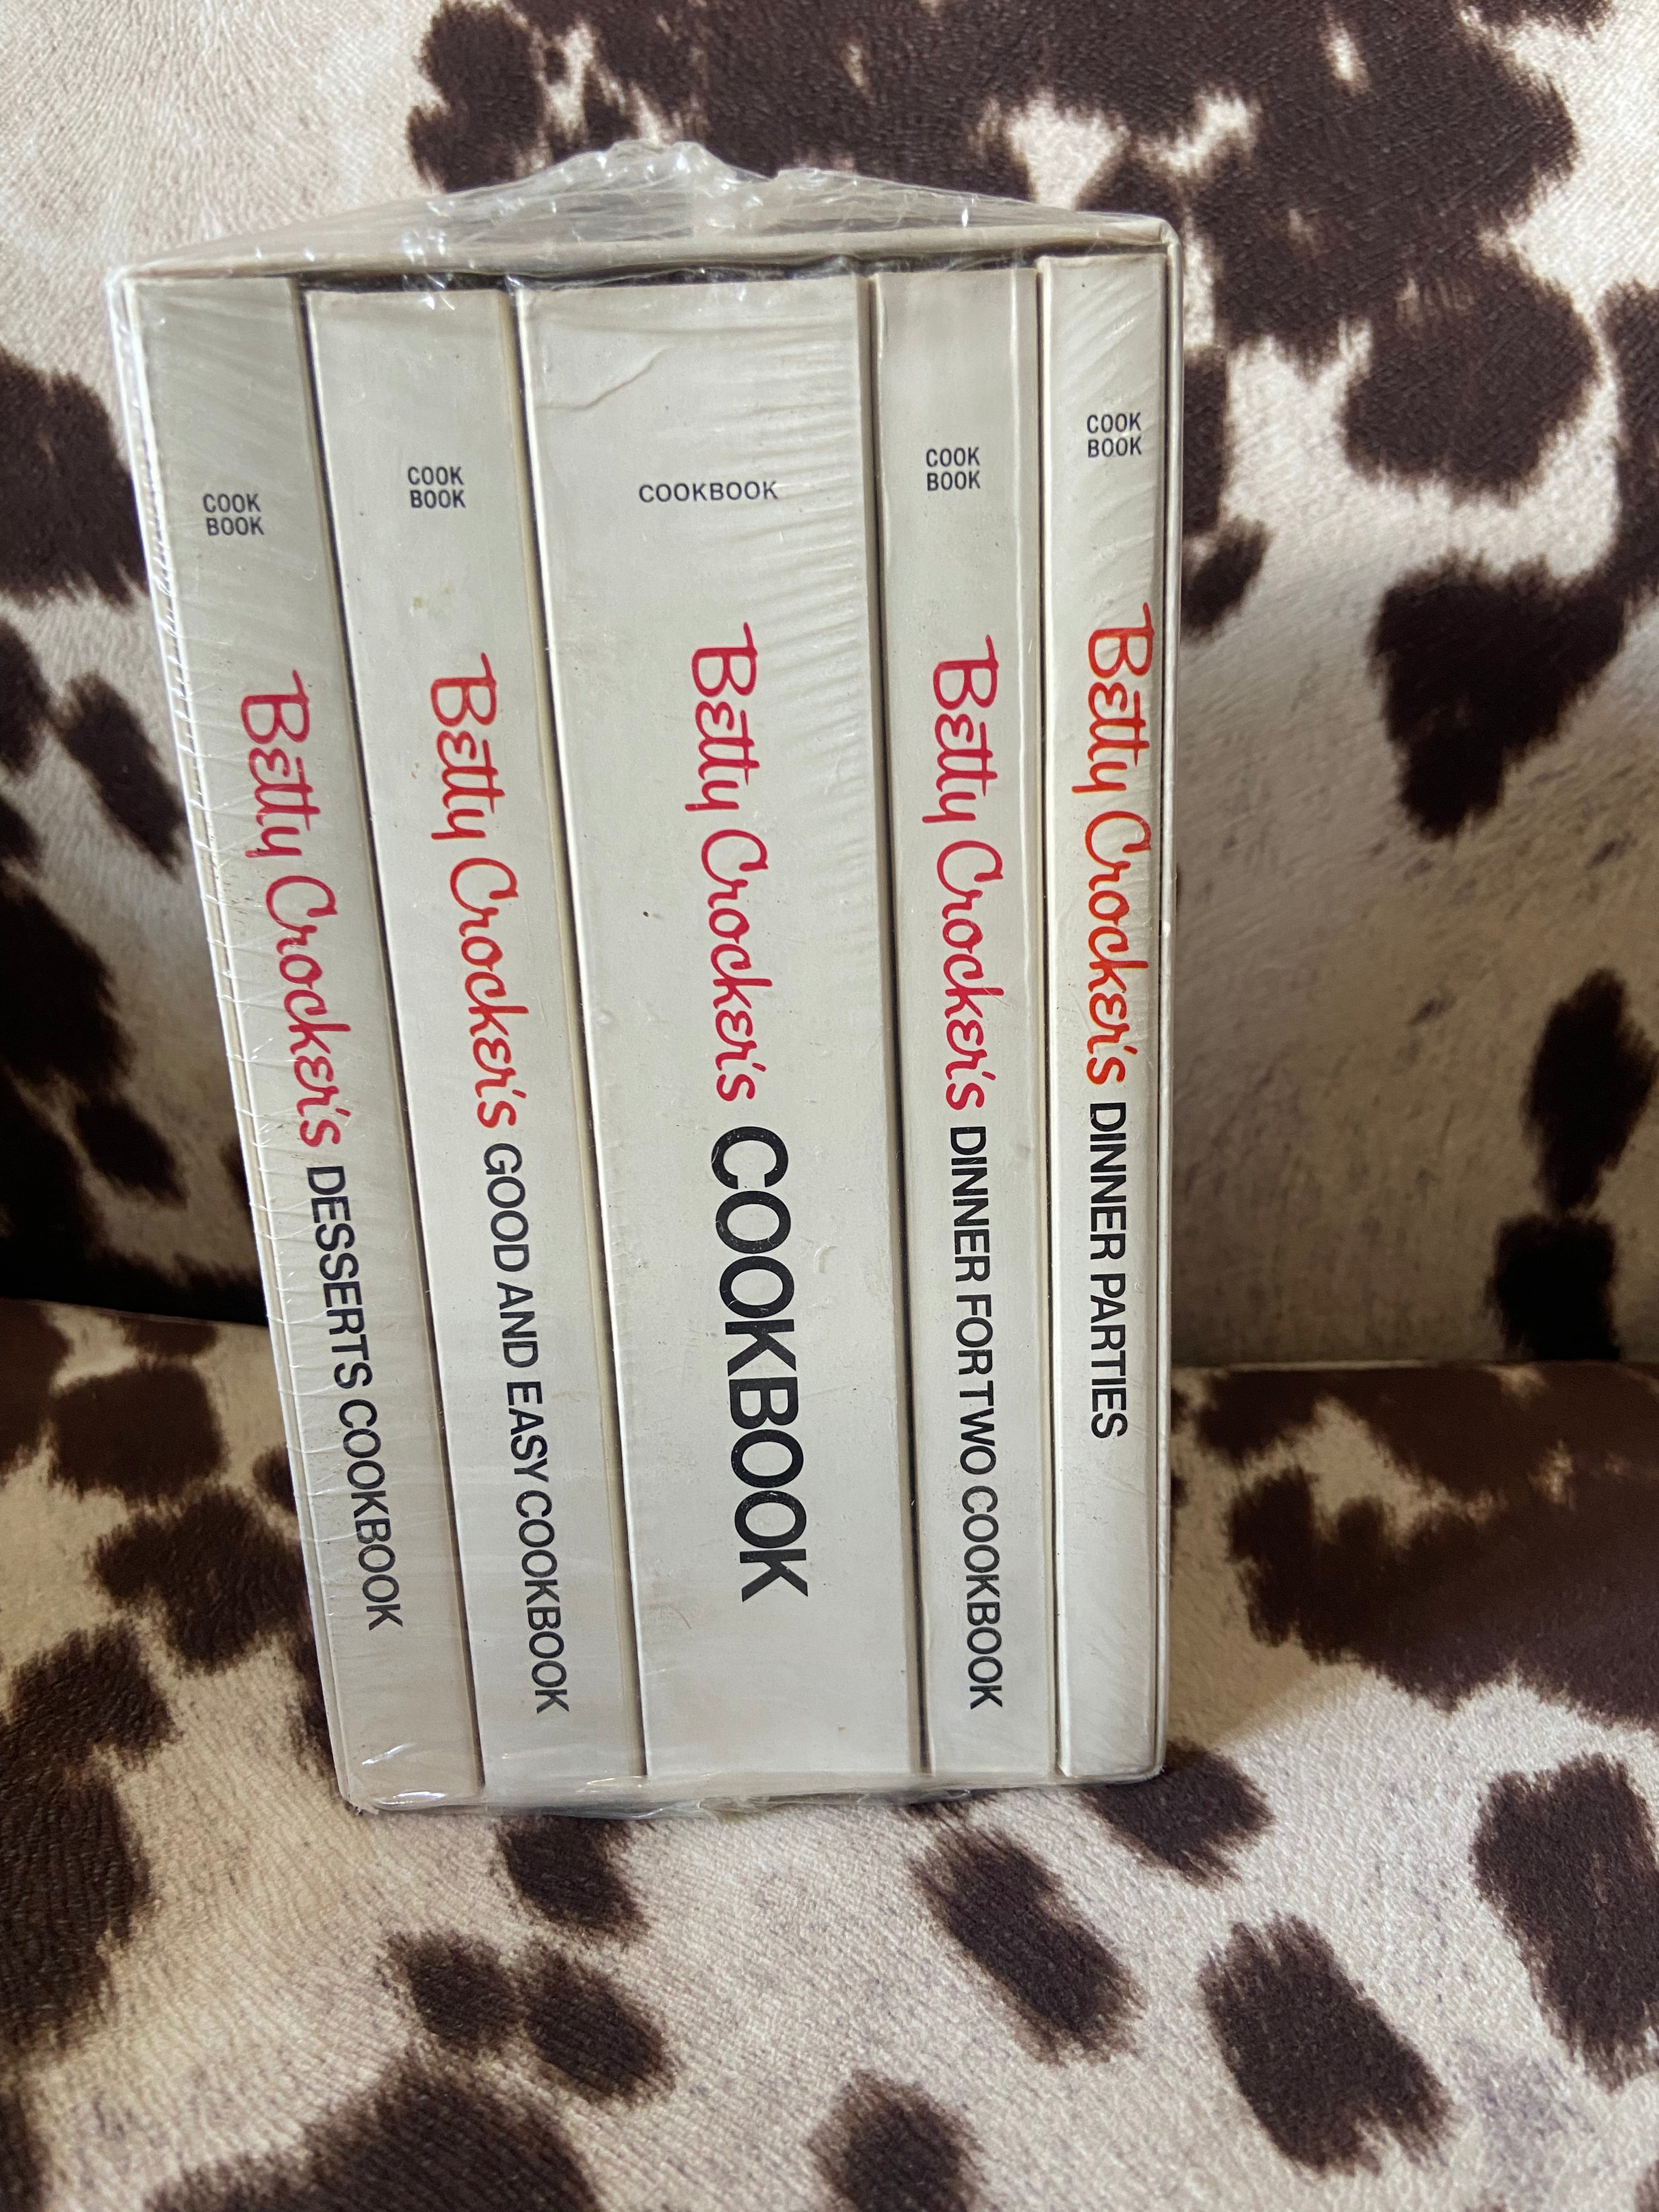 COOK
BOOK
Betty Crocker's DESSERTS COOKBOOK
COOK
BOOK
Betty Crocker's GOOD AND EASY COOKBOOK
COOKBOOK
Betty Crocker's COOKBOOK
COOK
BOOK
Betty Crocker's DINNER FOR TWO COOKBOOK
COOK
BOOK
Betty Crocker's DINNER PARTIES